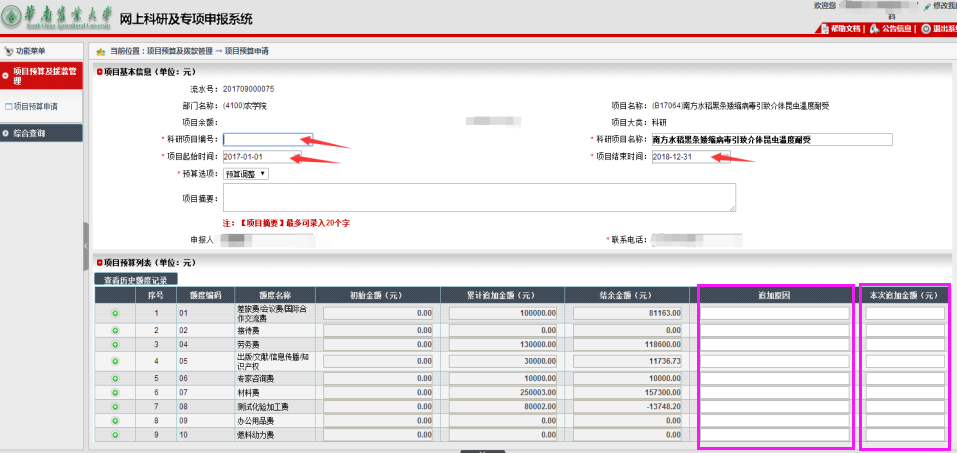 华南农业大学
South China Agricultural University
网上科研及专项申报系统
欢迎您 修改我的
科
帮助文档 | 公告信息 | 退出系统
功能菜单
项目预算及拨款管理
项目预算申请
综合查询
当前位置：项目预算及拨款管理 → 项目预算申请
项目基本信息（单位：元）
流水号： 201709000075
部门名称： (4100)农学院 项目名称： (B17064)南方水稻黑条矮缩病毒引致介体昆虫温度耐受
项目余额： 项目大类： 科研
* 科研项目编号： * 科研项目名称： 南方水稻黑条矮缩病毒引致介体昆虫温度耐受
* 项目起始时间： 2017-01-01 * 项目结束时间： 2018-12-31
* 预算选项： 预算调整
项目摘要：
注：【项目摘要】最多可录入20个字
申报人 * 联系电话：
项目预算列表（单位：元）
查看历史额度记录
序号 额度编码 额度名称 初始金额（元） 累计追加金额（元） 结余金额（元） 追加原因 本次追加金额（元）
1 01 差旅费/会议费/国际合作交流费 0.00 100000.00 81163.00
2 02 接待费 0.00 0.00 0.00
3 04 劳务费 0.00 130000.00 118600.00
4 05 出版/文献/信息传播/知识产权 0.00 30000.00 11736.73
5 06 专家咨询费 0.00 10000.00 10000.00
6 07 材料费 0.00 250003.00 157300.00
7 08 测试化验加工费 0.00 80002.00 -13748.20
8 09 办公用品费 0.00 0.00 0.00
9 10 燃料动力费 0.00 0.00 0.00